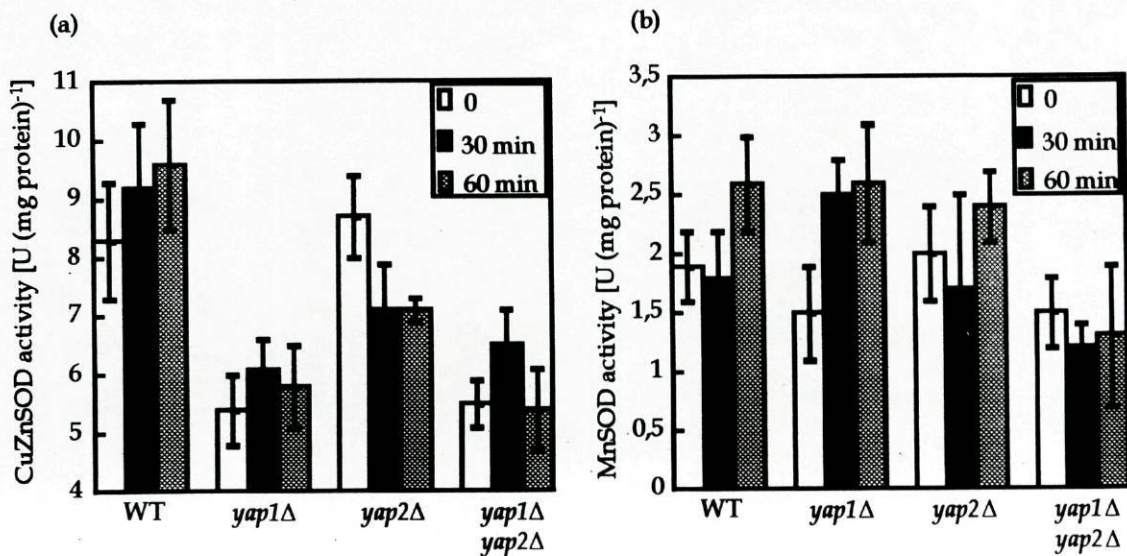 (a)
CuZnSOD activity [U (mg protein)-1]
11
10
9
8
7
6
5
4
0
30 min
60 min
WT
yap1Δ
yap2Δ
yap1Δ
yap2Δ
(b)
MnSOD activity [U (mg protein)-1]
3,5
3
2,5
2
1,5
1
0,5
0
0
30 min
60 min
WT
yap1Δ
yap2Δ
yap1Δ
yap2Δ